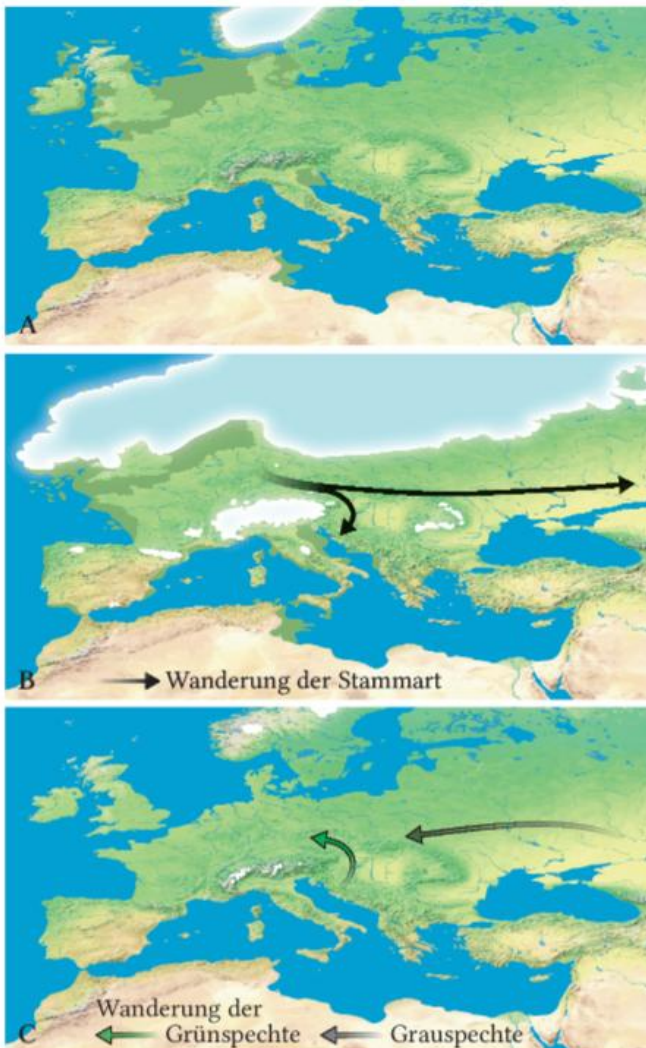 A
B
Wanderung der Stammart
Wanderung der
C
Grünspechte
Grauspechte